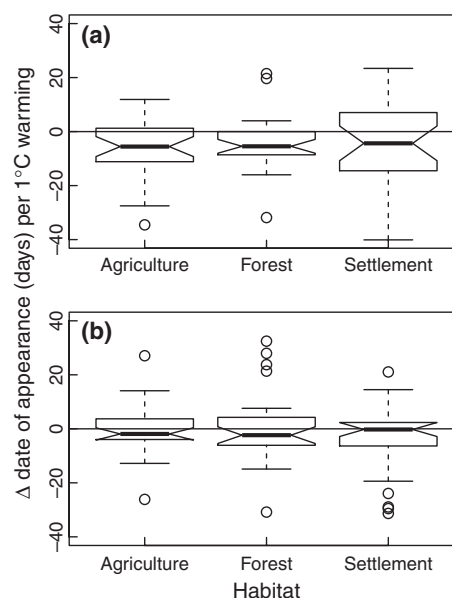 Δ date of appearance (days) per 1°C warming
(a)
40
20
0
−20
−40
Agriculture Forest Settlement
(b)
40
20
0
−20
−40
Agriculture Forest Settlement
Habitat